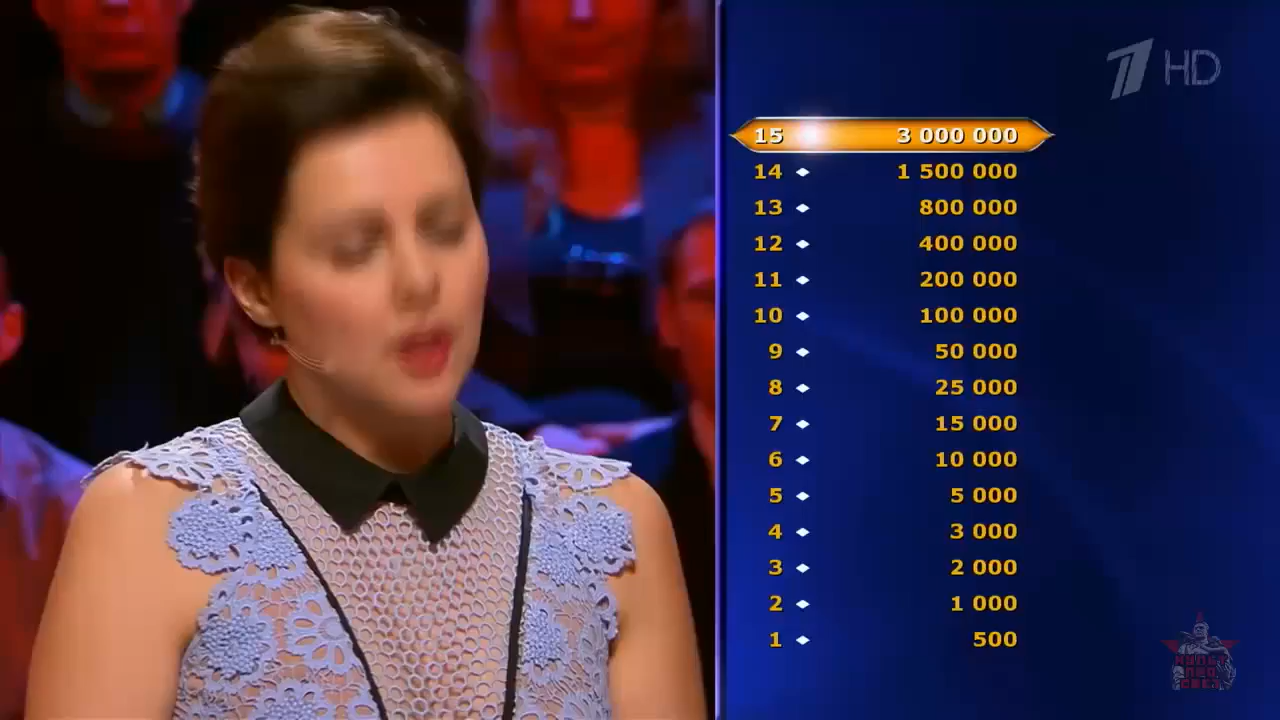 1 HD
15 3 000 000
14 1 500 000
13 800 000
12 400 000
11 200 000
10 100 000
9 50 000
8 25 000
7 15 000
6 10 000
5 5 000
4 3 000
3 2 000
2 1 000
1 500